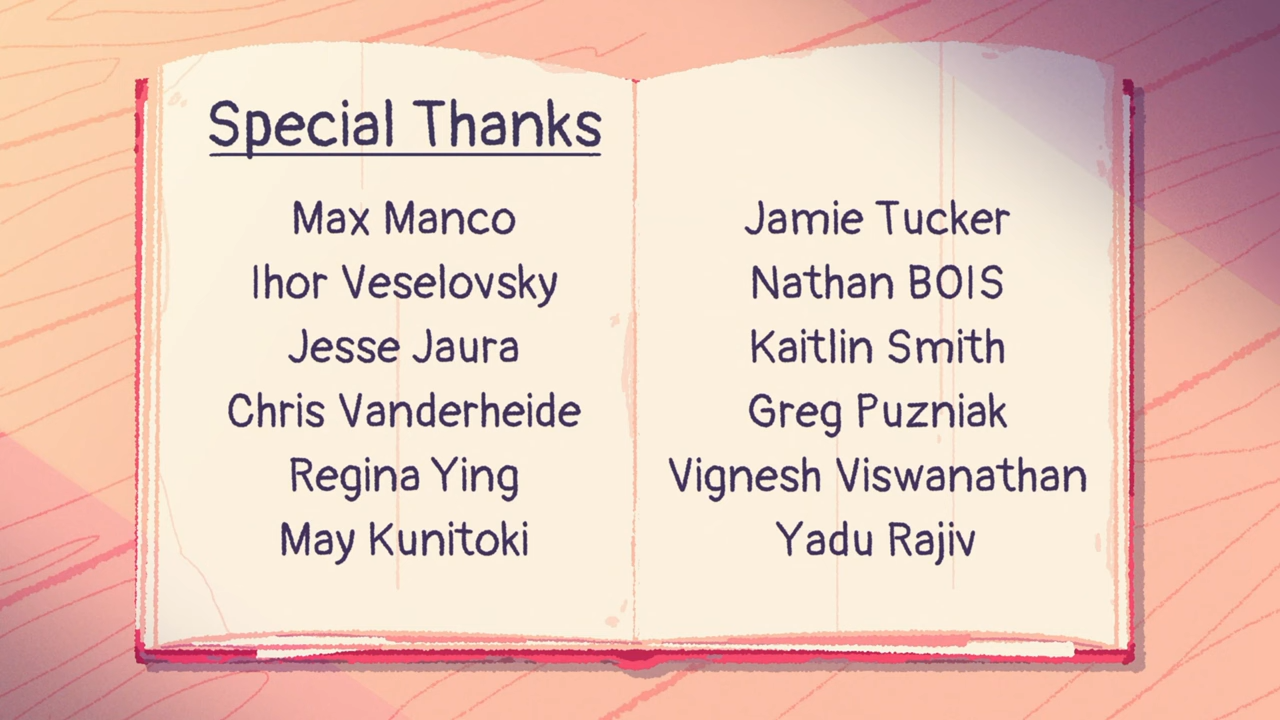 Special Thanks
Max Manco
Ihor Veselovsky
Jesse Jaura
Chris Vanderheide
Regina Ying
May Kunitoki
Jamie Tucker
Nathan BOIS
Kaitlin Smith
Greg Puzniak
Vignesh Viswanathan
Yadu Rajiv